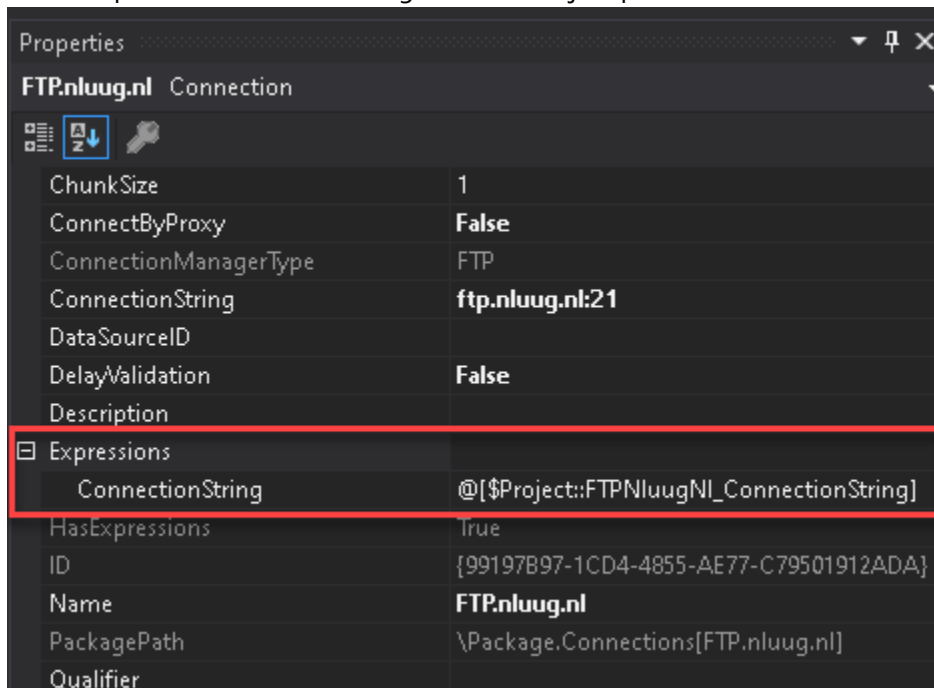 Properties
FTP.nluug.nl Connection
ChunkSize 1
ConnectByProxy False
ConnectionManagerType FTP
ConnectionString ftp.nluug.nl:21
DataSourceID
DelayValidation False
Description
Expressions
ConnectionString @[$Project::FTPNluugNl_ConnectionString]
HasExpressions True
ID {99197B97-1CD4-4855-AE77-C79501912ADA}
Name FTP.nluug.nl
PackagePath \Package.Connections[FTP.nluug.nl]
Qualifier